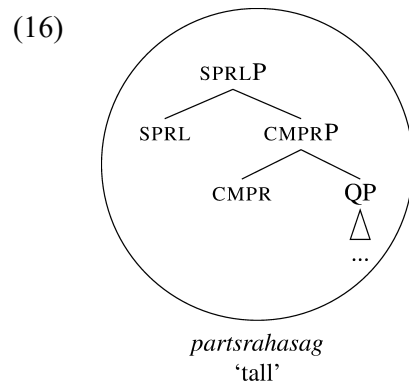 (16)
SPRLP
SPRL CMPRP
CMPR QP
...
partsrahasag
‘tall’